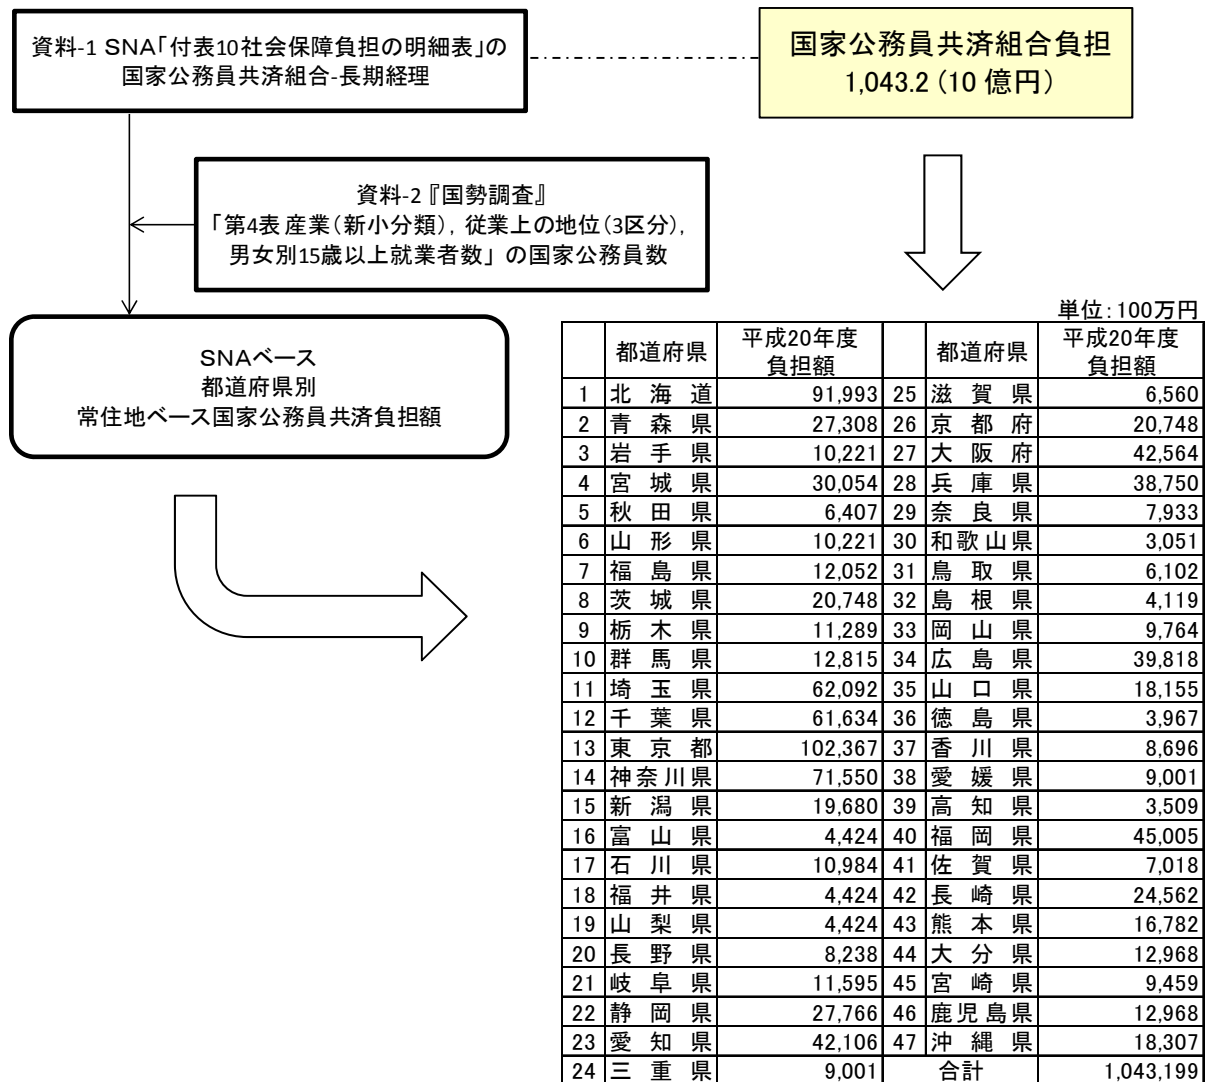 資料-1 SNA「付表10社会保障負担の明細表」の
国家公務員共済組合-長期経理
国家公務員共済組合負担
1,043.2（10 億円）
資料-2『国勢調査』
「第4表 産業（新小分類），従業上の地位（3区分），
男女別15歳以上就業者数」の国家公務員数
SNAベース
都道府県別
常住地ベース国家公務員共済負担額
単位：100万円
都道府県 平成20年度 負担額 都道府県 平成20年度 負担額
1 北海道 91,993 25 滋賀県 6,560
2 青森県 27,308 26 京都府 20,748
3 岩手県 10,221 27 大阪府 42,564
4 宮城県 30,054 28 兵庫県 38,750
5 秋田県 6,407 29 奈良県 7,933
6 山形県 10,221 30 和歌山県 3,051
7 福島県 12,052 31 鳥取県 6,102
8 茨城県 20,748 32 島根県 4,119
9 栃木県 11,289 33 岡山県 9,764
10 群馬県 12,815 34 広島県 39,818
11 埼玉県 62,092 35 山口県 18,155
12 千葉県 61,634 36 徳島県 3,967
13 東京都 102,367 37 香川県 8,696
14 神奈川県 71,550 38 愛媛県 9,001
15 新潟県 19,680 39 高知県 3,509
16 富山県 4,424 40 福岡県 45,005
17 石川県 10,984 41 佐賀県 7,018
18 福井県 4,424 42 長崎県 24,562
19 山梨県 4,424 43 熊本県 16,782
20 長野県 8,238 44 大分県 12,968
21 岐阜県 11,595 45 宮崎県 9,459
22 静岡県 27,766 46 鹿児島県 12,968
23 愛知県 42,106 47 沖縄県 18,307
24 三重県 9,001 合計 1,043,199